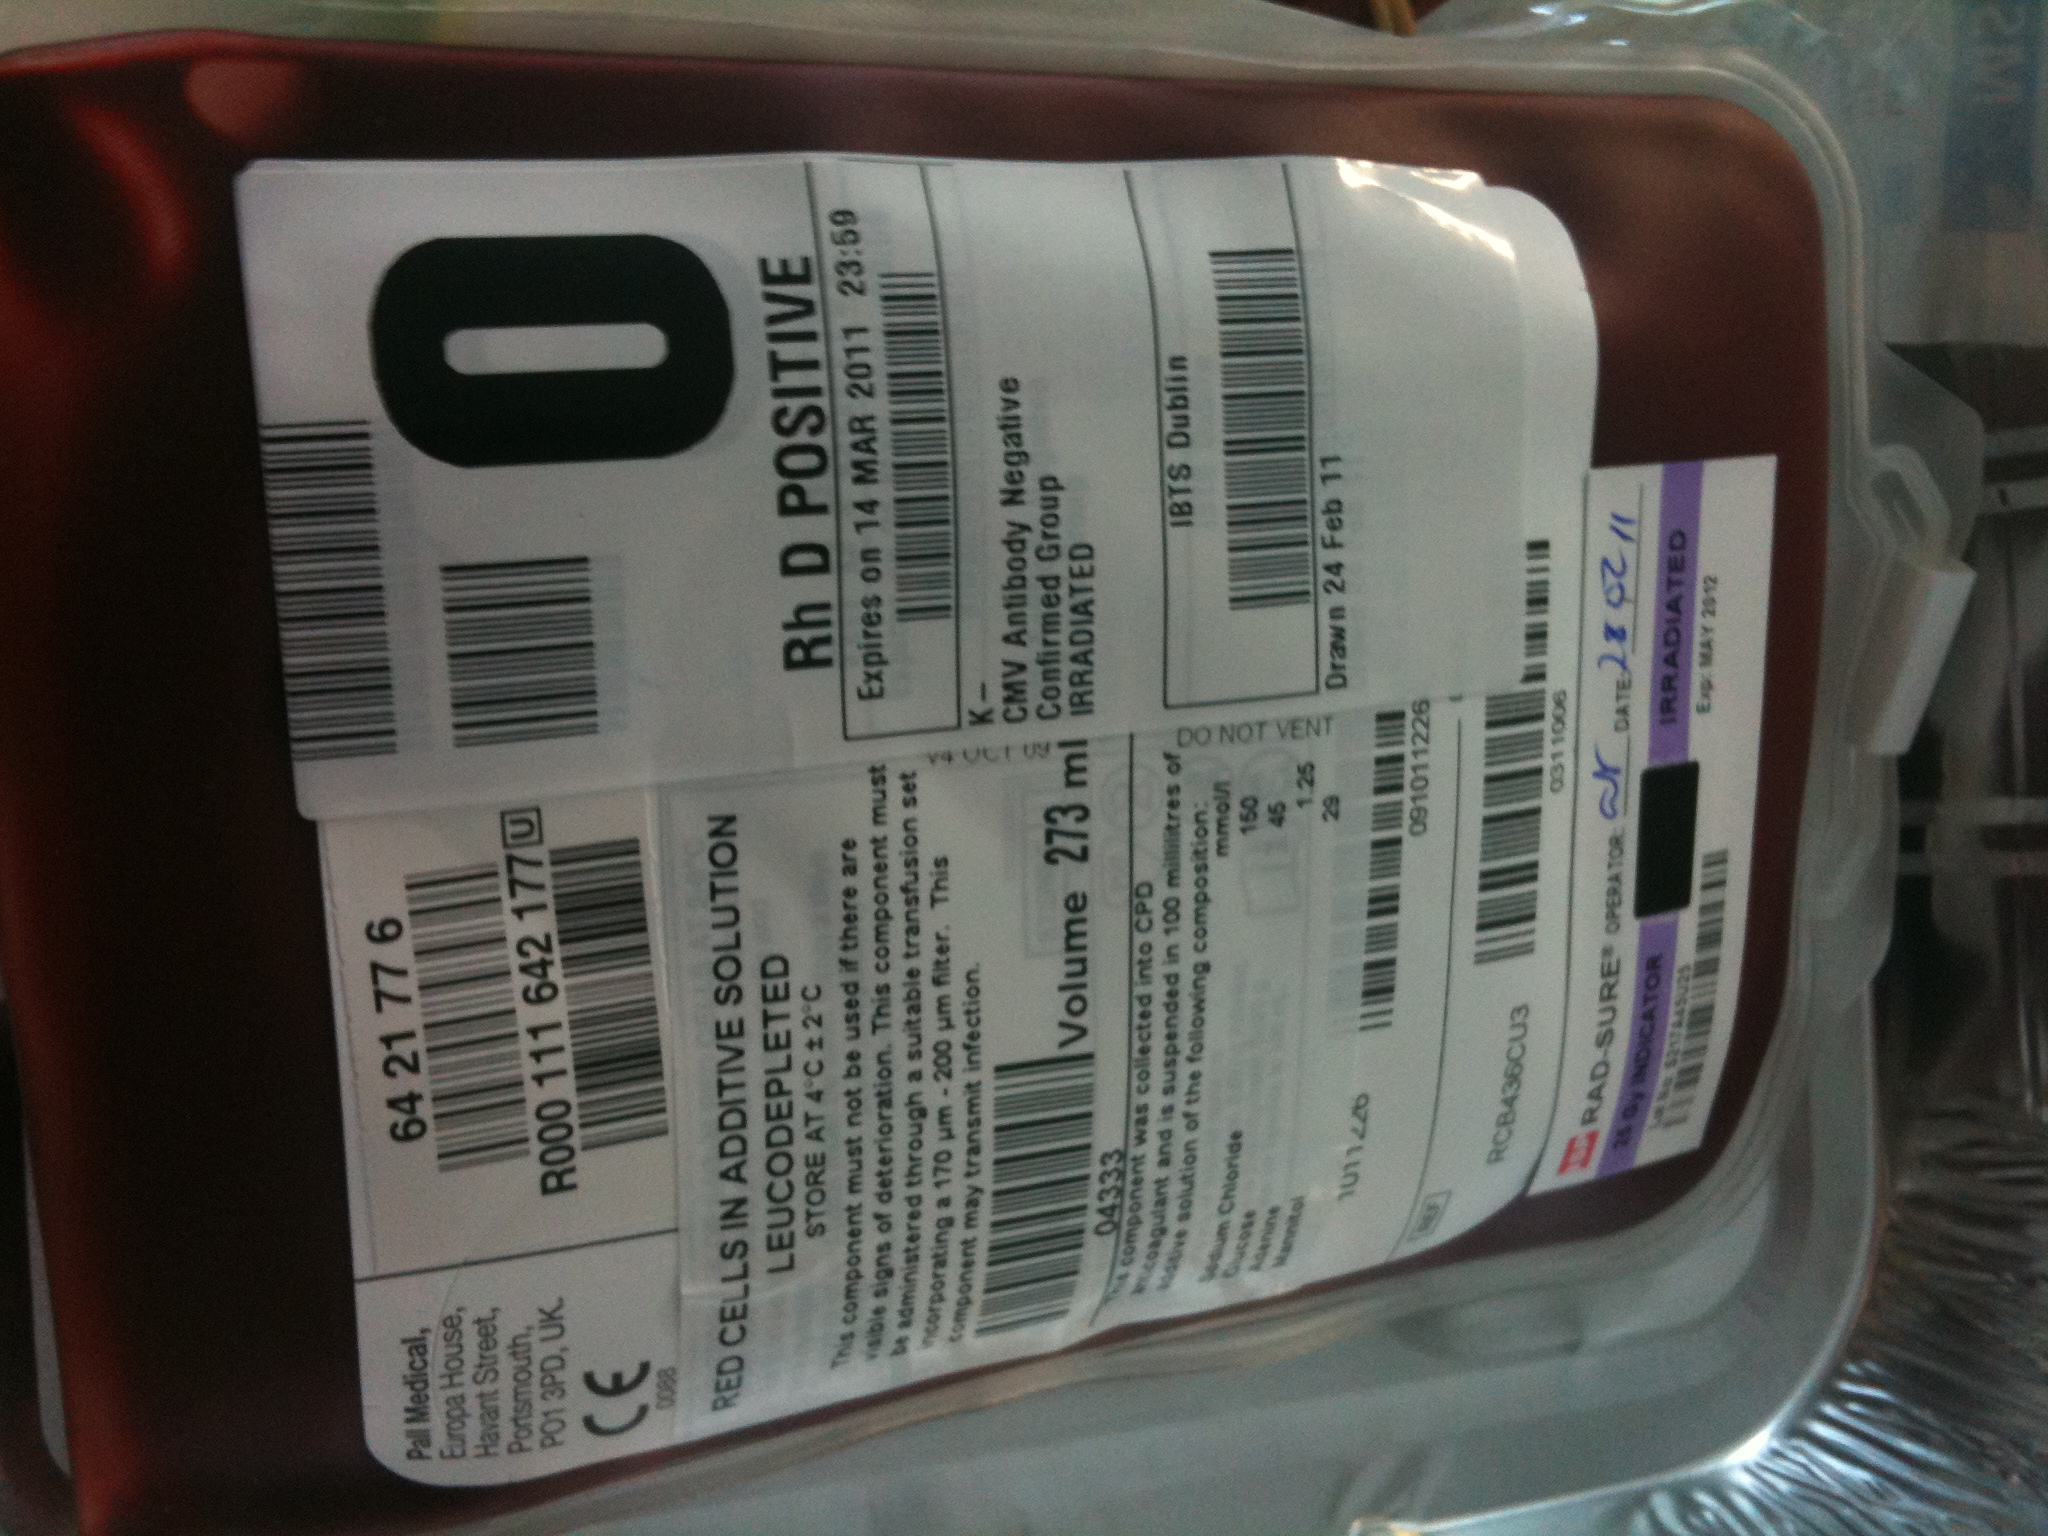 64 21 77 6
R000 111 642 177 U
Pall Medical,
Europa House,
Havant Street,
Portsmouth,
PO1 3PD, UK.
CE
0088
O
Rh D POSITIVE
Expires on 14 MAR 2011 23:59
K-
CMV Antibody Negative
Confirmed Group
IRRADIATED
IBTS Dublin
Drawn 24 Feb 11
RED CELLS IN ADDITIVE SOLUTION
LEUCODEPLETED
STORE AT 4°C ± 2°C
This component must not be used if there are
visible signs of deterioration. This component must
be administered through a suitable transfusion set
incorporating a 170 µm - 200 µm filter. This
component may transmit infection.
Volume 273 ml
04333
This component was collected into CPD
anticoagulant and is suspended in 100 millilitres of
additive solution of the following composition:
mmol/l
Sodium Chloride 150
Glucose 45
Adenine 1.25
Mannitol 29
DO NOT VENT
1011226
091011226
REF RCB436CU3
03111006
RAD-SURE® OPERATOR: DATE: 28 02 11
25 Gy INDICATOR IRRADIATED
Exp: MAY 2012
2M